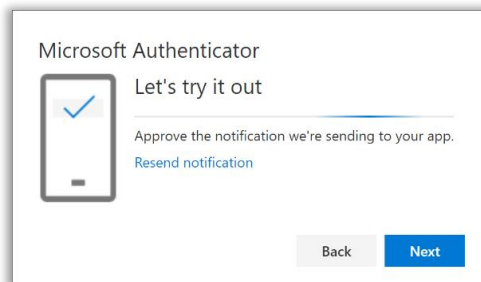 Microsoft Authenticator
Let's try it out
Approve the notification we're sending to your app.
Resend notification
Back
Next